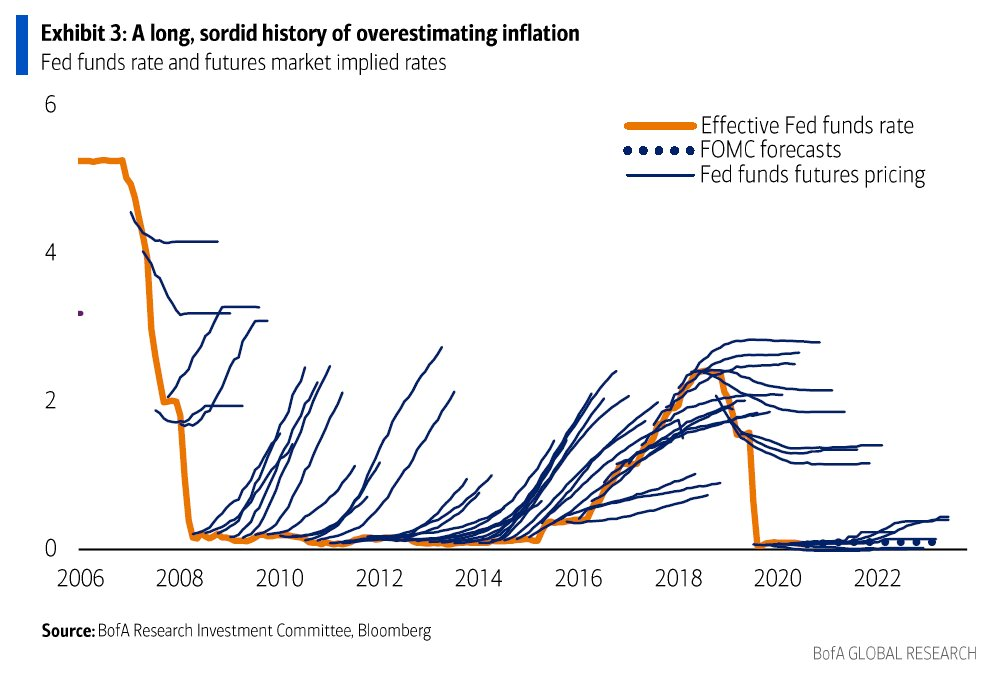 Exhibit 3: A long, sordid history of overestimating inflation
Fed funds rate and futures market implied rates
6
Effective Fed funds rate
FOMC forecasts
Fed funds futures pricing
4
2
0
2006 2008 2010 2012 2014 2016 2018 2020 2022
Source: BofA Research Investment Committee, Bloomberg
BofA GLOBAL RESEARCH